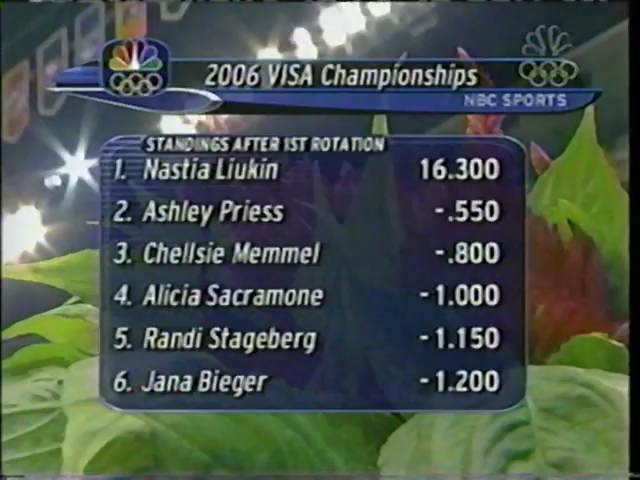 2006 VISA Championships
NBC SPORTS
STANDINGS AFTER 1ST ROTATION
1. Nastia Liukin 16.300
2. Ashley Priess -.550
3. Chellsie Memmel -.800
4. Alicia Sacramone -1.000
5. Randi Stageberg -1.150
6. Jana Bieger -1.200